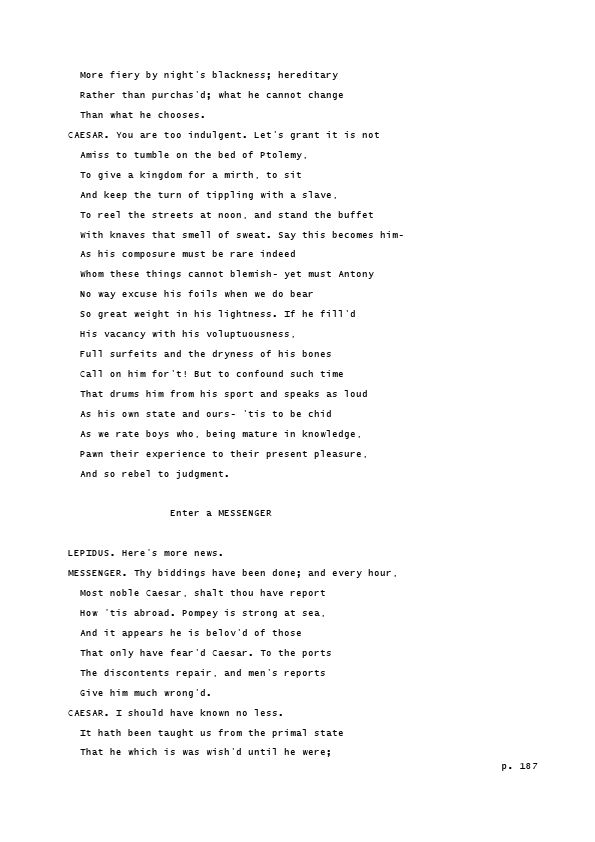 More fiery by night's blackness; hereditary
Rather than purchas'd; what he cannot change
Than what he chooses.
CAESAR. You are too indulgent. Let's grant it is not
Amiss to tumble on the bed of Ptolemy,
To give a kingdom for a mirth, to sit
And keep the turn of tippling with a slave,
To reel the streets at noon, and stand the buffet
With knaves that smell of sweat. Say this becomes him-
As his composure must be rare indeed
Whom these things cannot blemish- yet must Antony
No way excuse his foils when we do bear
So great weight in his lightness. If he fill'd
His vacancy with his voluptuousness,
Full surfeits and the dryness of his bones
Call on him for't! But to confound such time
That drums him from his sport and speaks as loud
As his own state and ours- 'tis to be chid
As we rate boys who, being mature in knowledge,
Pawn their experience to their present pleasure,
And so rebel to judgment.
Enter a MESSENGER
LEPIDUS. Here's more news.
MESSENGER. Thy biddings have been done; and every hour,
Most noble Caesar, shalt thou have report
How 'tis abroad. Pompey is strong at sea,
And it appears he is belov'd of those
That only have fear'd Caesar. To the ports
The discontents repair, and men's reports
Give him much wrong'd.
CAESAR. I should have known no less.
It hath been taught us from the primal state
That he which is was wish'd until he were;
p. 187